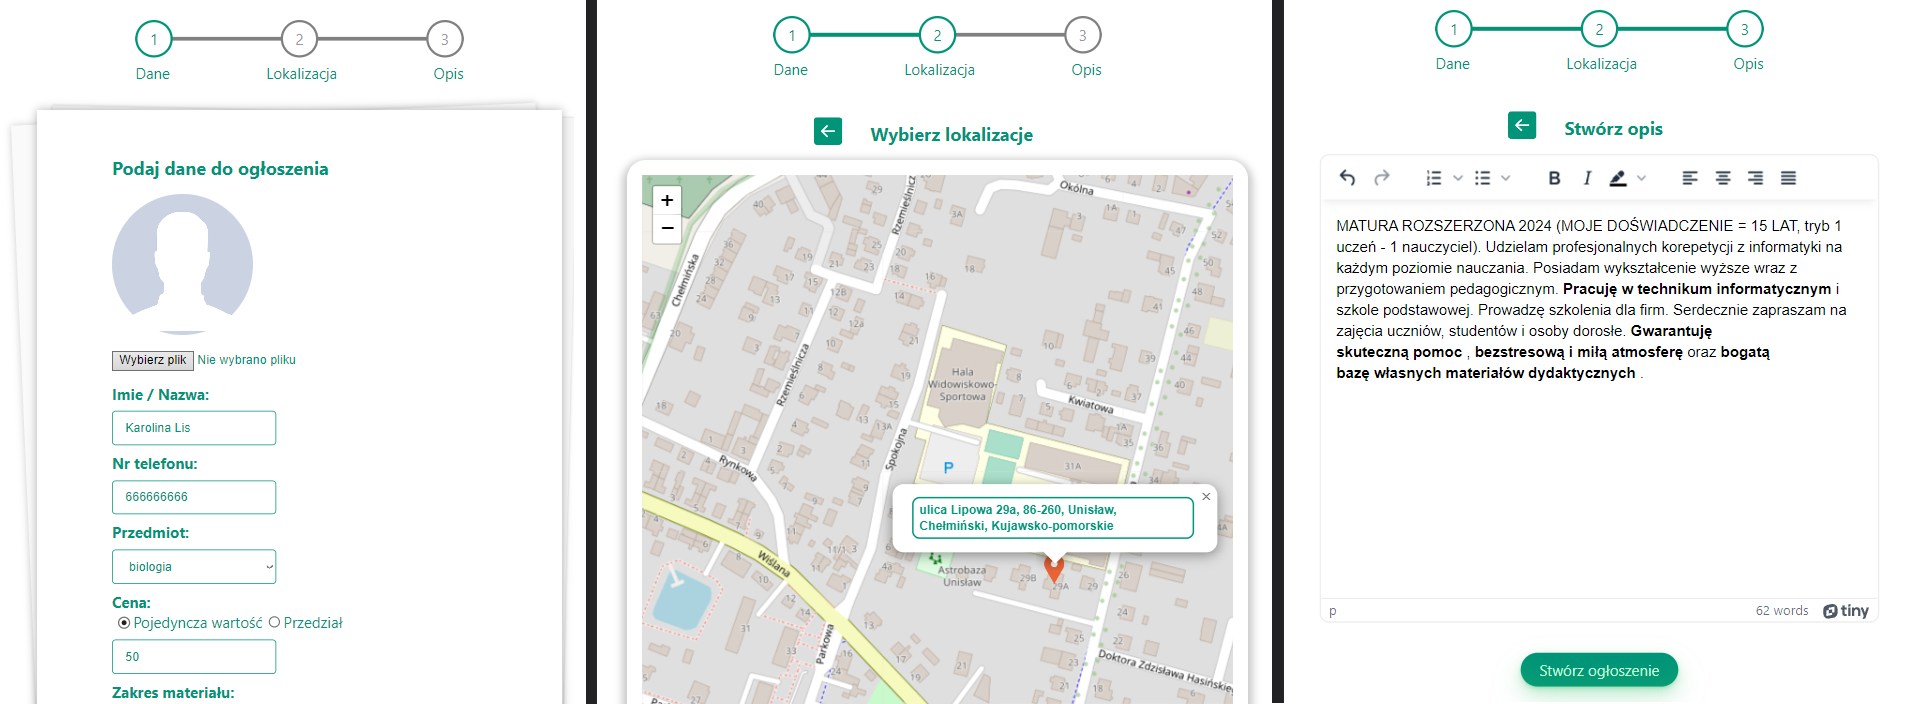 1
2
3
Dane
Lokalizacja
Opis
Podaj dane do ogłoszenia
Wybierz plik Nie wybrano pliku
Imie / Nazwa:
Karolina Lis
Nr telefonu:
666666666
Przedmiot:
biologia
Cena:
Pojedyncza wartość Przedział
50
Zakres materiału:
1
2
3
Dane
Lokalizacja
Opis
Wybierz lokalizacje
+
−
Okólna
Rzemieślnicza
Chełmińska
Rzemieślnicza
Hala
Widowiskowo-
Sportowa
Kwiatowa
Spokojna
Rynkowa
P
31A
ulica Lipowa 29a, 86-260, Unisław,
Chełmiński, Kujawsko-pomorskie
×
Wiślana
Astrobaza
Unisław
29B
29A
Parkowa
Doktora Zdzisława Hasińskie
1
2
3
Dane
Lokalizacja
Opis
Stwórz opis
B I
MATURA ROZSZERZONA 2024 (MOJE DOŚWIADCZENIE = 15 LAT, tryb 1
uczeń - 1 nauczyciel). Udzielam profesjonalnych korepetycji z informatyki na
każdym poziomie nauczania. Posiadam wykształcenie wyższe wraz z
przygotowaniem pedagogicznym. Pracuję w technikum informatycznym i
szkole podstawowej. Prowadzę szkolenia dla firm. Serdecznie zapraszam na
zajęcia uczniów, studentów i osoby dorosłe. Gwarantuję
skuteczną pomoc , bezstresową i miłą atmosferę oraz bogatą
bazę własnych materiałów dydaktycznych .
p
62 words
tiny
Stwórz ogłoszenie